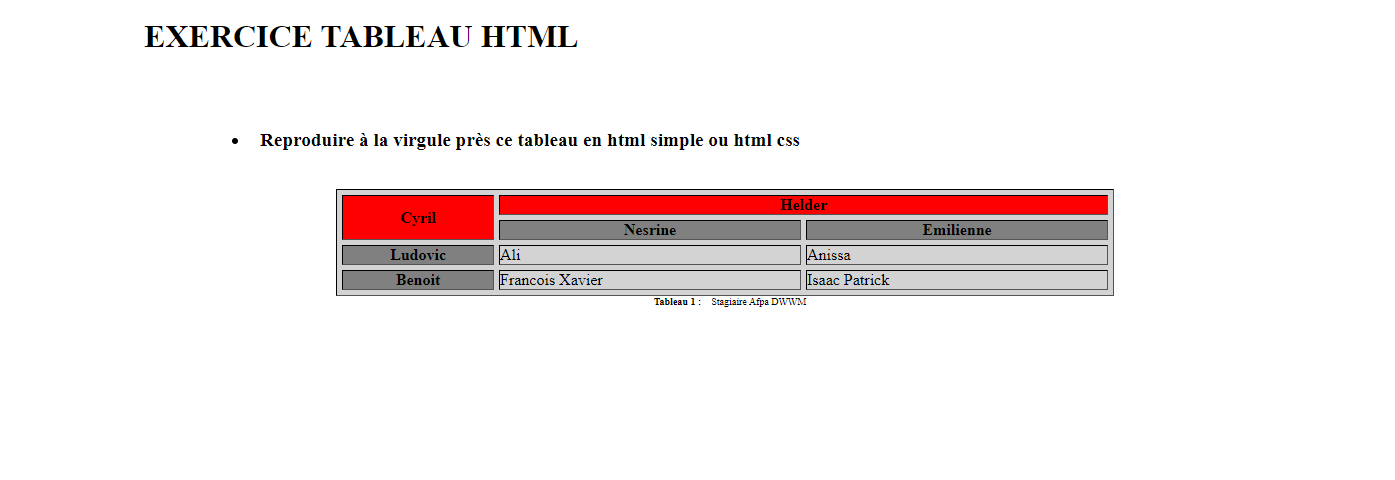 EXERCICE TABLEAU HTML
Reproduire à la virgule près ce tableau en html simple ou html css
Cyril
Helder
Nesrine Emilienne
Ludovic Ali Anissa
Benoit Francois Xavier Isaac Patrick
Tableau 1 : Stagiaire Afpa DWWM